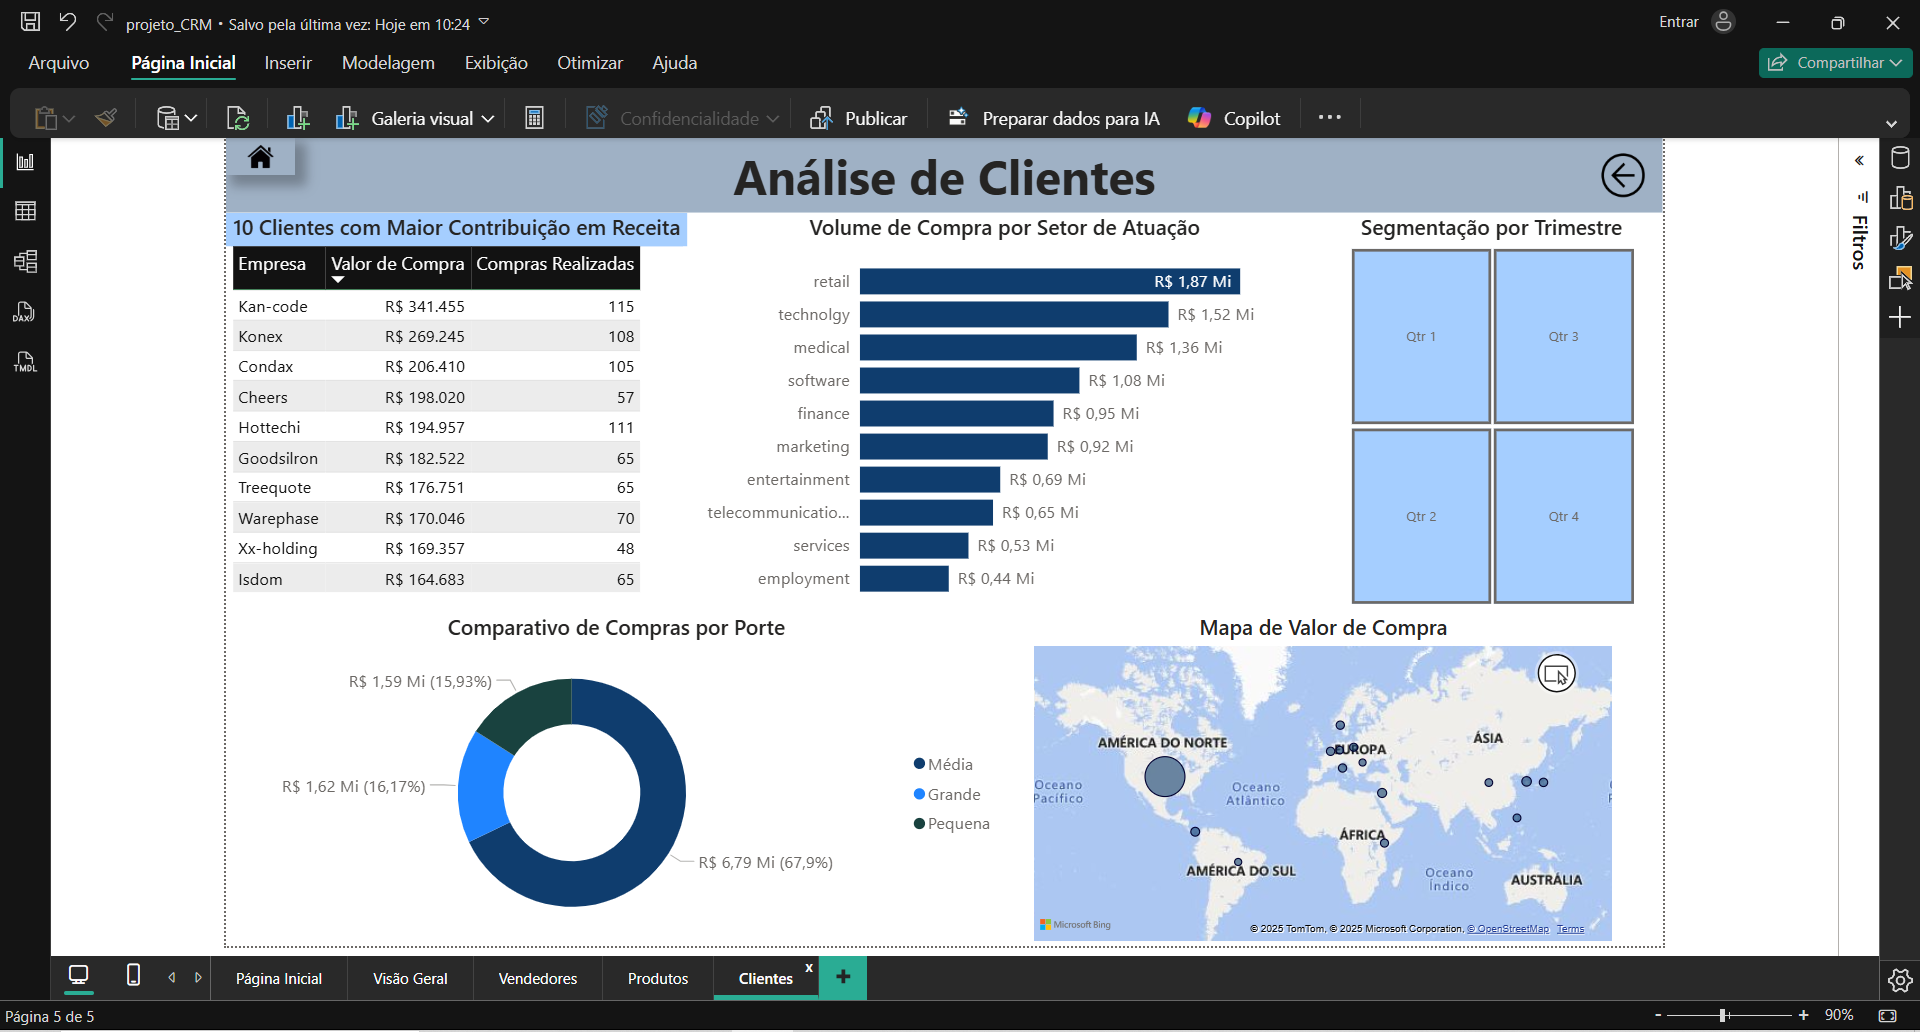 projeto_CRM • Salvo pela última vez: Hoje em 10:24
Entrar
Arquivo
Página Inicial
Inserir
Modelagem
Exibição
Otimizar
Ajuda
Compartilhar
Galeria visual
Confidencialidade
Publicar
Preparar dados para IA
Copilot
DAX
TMDL
Filtros
Análise de Clientes
10 Clientes com Maior Contribuição em Receita
Empresa Valor de Compra Compras Realizadas
Kan-code R$ 341.455 115
Konex R$ 269.245 108
Condax R$ 206.410 105
Cheers R$ 198.020 57
Hottechi R$ 194.957 111
Goodsilron R$ 182.522 65
Treequote R$ 176.751 65
Warephase R$ 170.046 70
Xx-holding R$ 169.357 48
Isdom R$ 164.683 65
Volume de Compra por Setor de Atuação
retail R$ 1,87 Mi
technolgy R$ 1,52 Mi
medical R$ 1,36 Mi
software R$ 1,08 Mi
finance R$ 0,95 Mi
marketing R$ 0,92 Mi
entertainment R$ 0,69 Mi
telecommunicatio... R$ 0,65 Mi
services R$ 0,53 Mi
employment R$ 0,44 Mi
Segmentação por Trimestre
Qtr 1
Qtr 3
Qtr 2
Qtr 4
Comparativo de Compras por Porte
R$ 1,59 Mi (15,93%)
R$ 1,62 Mi (16,17%)
R$ 6,79 Mi (67,9%)
Média
Grande
Pequena
Mapa de Valor de Compra
AMÉRICA DO NORTE
EUROPA
ÁSIA
Oceano
Pacífico
Oceano
Atlântico
ÁFRICA
AMÉRICA DO SUL
Oceano
Índico
AUSTRÁLIA
Microsoft Bing
© 2025 TomTom, © 2025 Microsoft Corporation, © OpenStreetMap Terms
Página Inicial
Visão Geral
Vendedores
Produtos
Clientes
x
Página 5 de 5
90%